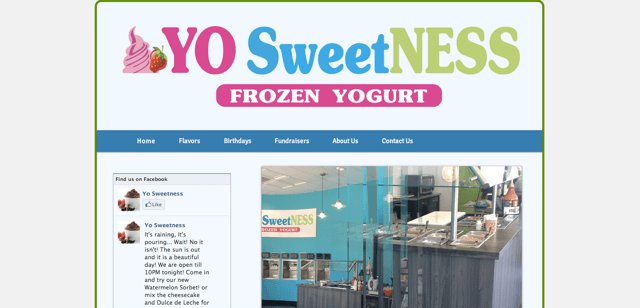 YO SweetNESS
FROZEN YOGURT
Home Flavors Birthdays Fundraisers About Us Contact Us
Find us on Facebook
Yo Sweetness
Like
Yo Sweetness
It's raining, it's
pouring... Wait! No it
isn't! The sun is out
and it is a beautiful
day! We are open till
10PM tonight! Come in
and try our new
Watermelon Sorbet! or
mix the cheesecake
and Dulce de Leche for
SweetNESS
FROZEN YOGURT